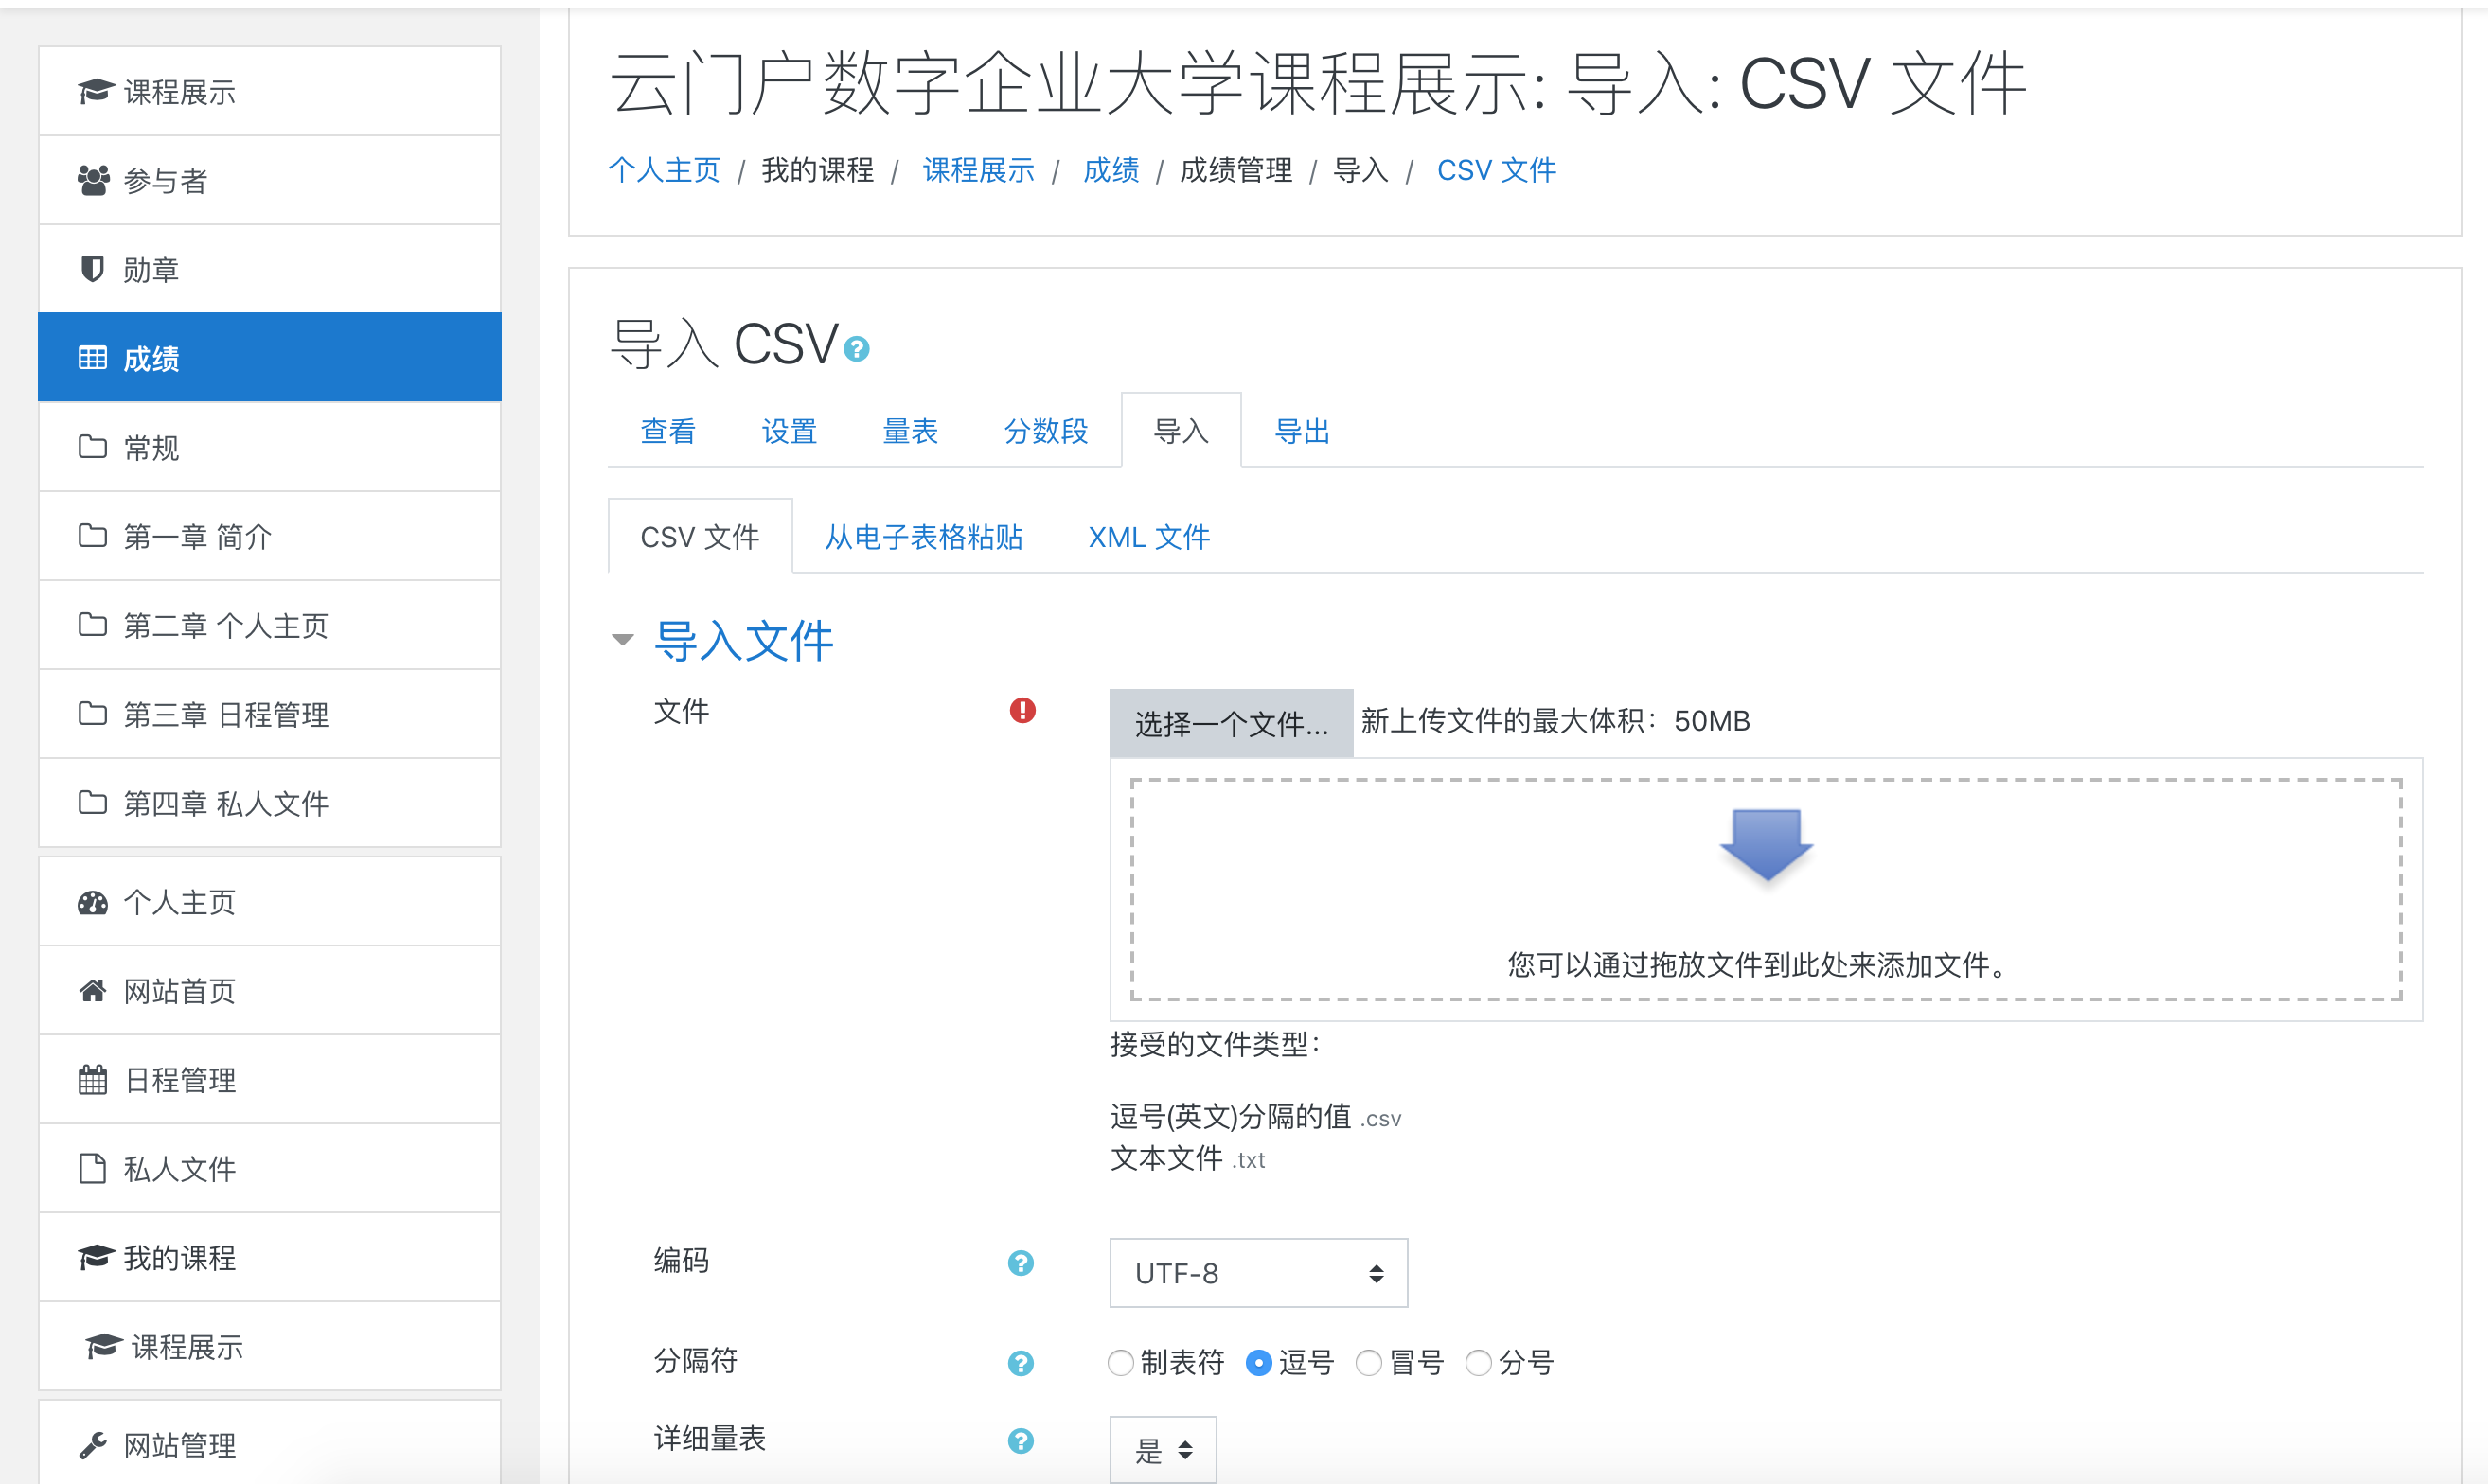 课程展示
参与者
勋章
成绩
常规
第一章 简介
第二章 个人主页
第三章 日程管理
第四章 私人文件
个人主页
网站首页
日程管理
私人文件
我的课程
课程展示
网站管理
云门户数字企业大学课程展示: 导入: CSV 文件
个人主页 / 我的课程 / 课程展示 / 成绩 / 成绩管理 / 导入 / CSV 文件
导入 CSV
查看 设置 量表 分数段 导入 导出
CSV 文件 从电子表格粘贴 XML 文件
导入文件
文件 选择一个文件... 新上传文件的最大体积：50MB
您可以通过拖放文件到此处来添加文件。
接受的文件类型：
逗号(英文)分隔的值 .csv
文本文件 .txt
编码 UTF-8
分隔符 制表符 逗号 冒号 分号
详细量表 是